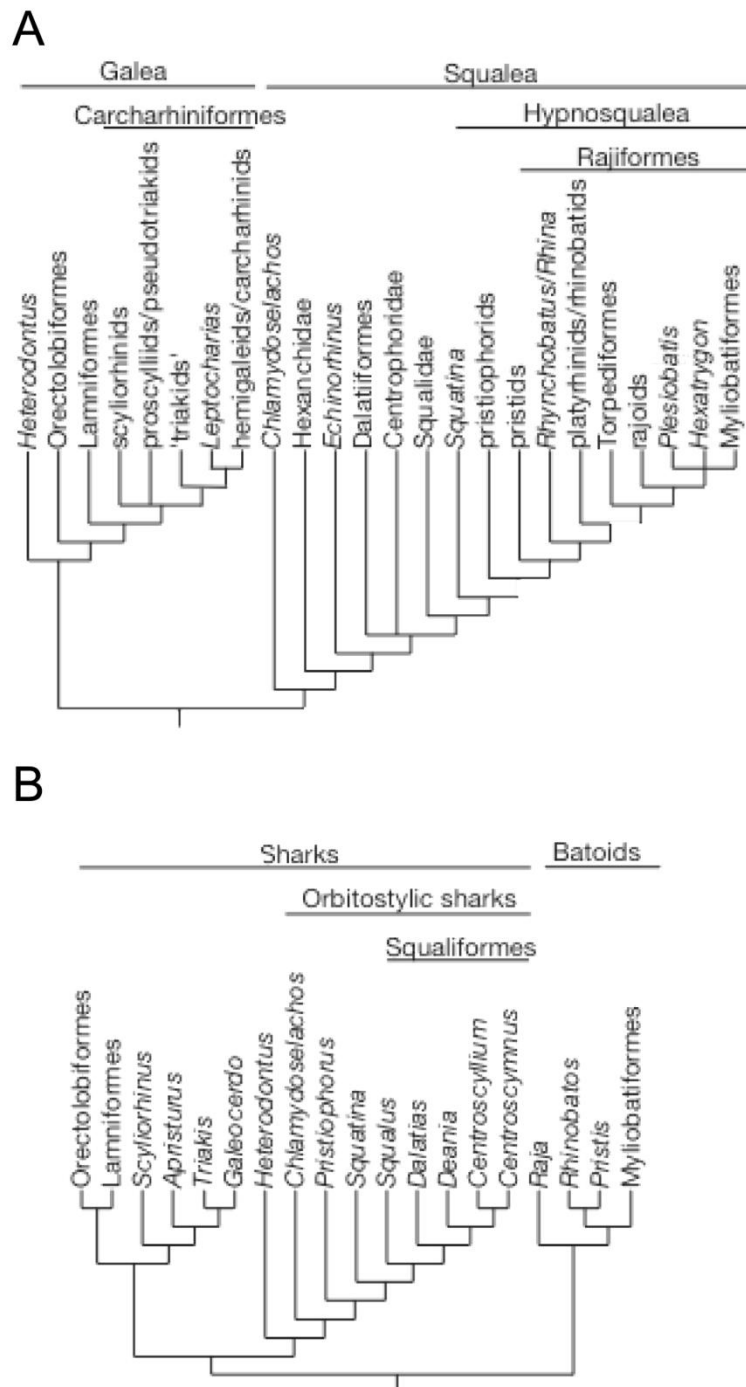 A
Galea Squalea
Carcharhiniformes Hypnosqualea
Rajiformes
Heterodontus
Orectolobiformes
Lamniformes
scyliorhinids
proscylliids/pseudotriakids
'triakids'
Leptocharias
hemigaleids/carcharhinids
Chlamydoselachos
Hexanchidae
Echinorhinus
Dalatiiformes
Centrophoridae
Squalidae
Squatina
pristiophorids
pristids
Rhynchobatus/Rhina
platyrhinids/rhinobatids
Torpediformes
rajoids
Plesiobatis
Hexatrygon
Myliobatiformes
B
Sharks Batoids
Orbitostylic sharks
Squaliformes
Orectolobiformes
Lamniformes
Scyliorhinus
Apristurus
Triakis
Galeocerdo
Heterodontus
Chlamydoselachos
Pristiophorus
Squatina
Squalus
Dalatias
Deania
Centroscyllium
Centroscymnus
Raja
Rhinobatos
Pristis
Myliobatiformes